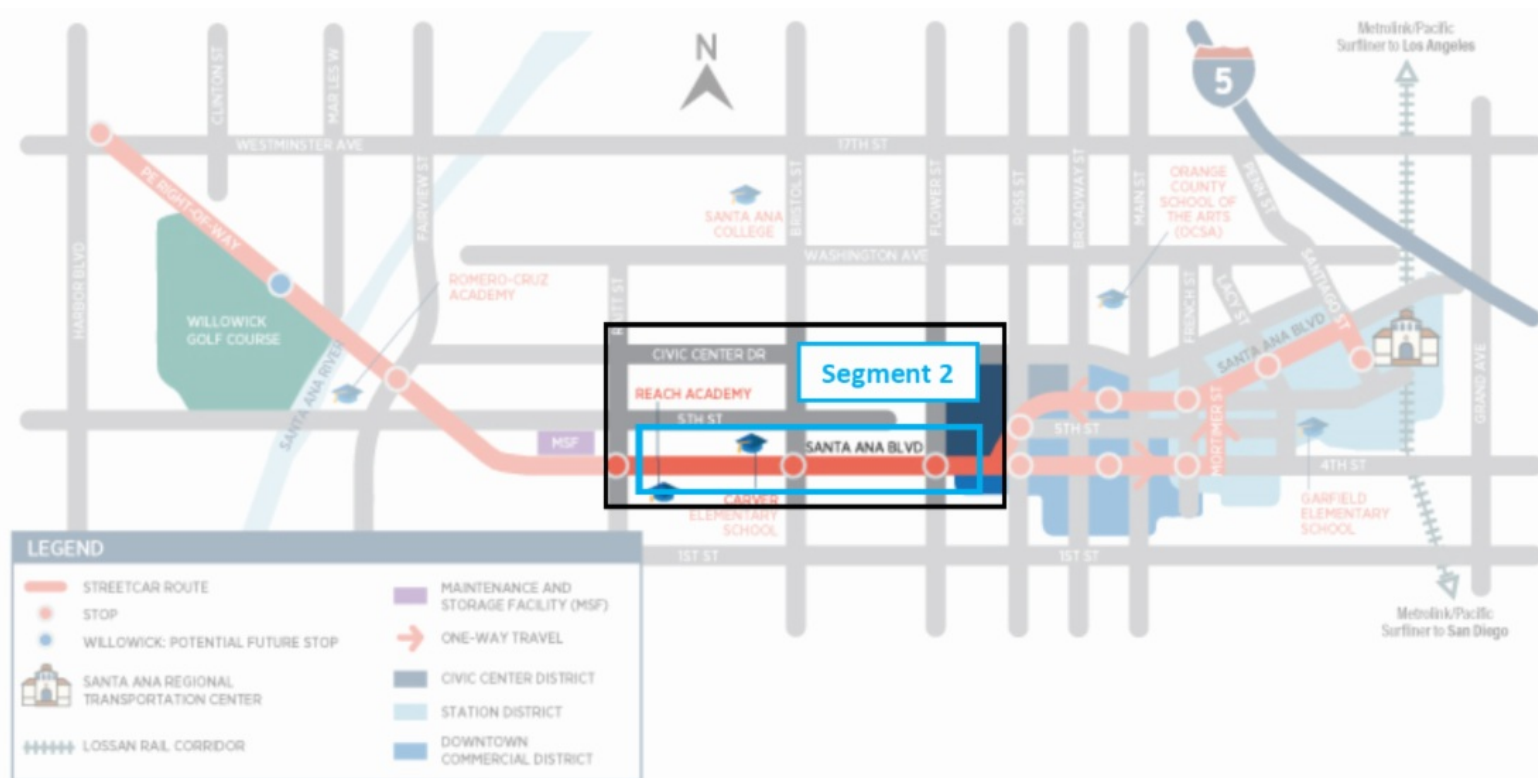 Metrolink/Pacific
Surfliner to Los Angeles
N
5
CLINTON ST
MAR LES W
WESTMINSTER AVE
17TH ST
PE RIGHT-OF-WAY
FAIRVIEW ST
BRISTOL ST
FLOWER ST
ROSS ST
BROADWAY ST
MAIN ST
PENN ST
ORANGE
COUNTY
SCHOOL OF
THE ARTS
(OCSA)
SANTA ANA
COLLEGE
HARBOR BLVD
WASHINGTON AVE
ROMERO-CRUZ
ACADEMY
FRENCH ST
LACY ST
SANTIAGO ST
WILLOWICK
GOLF COURSE
SANTA ANA RIVER
CIVIC CENTER DR
Segment 2
SANTA ANA BLVD
GRAND AVE
REACH ACADEMY
5TH ST
5TH ST
MORTIMER ST
MSF
SANTA ANA BLVD
4TH ST
CARVER
ELEMENTARY
SCHOOL
GARFIELD
ELEMENTARY
SCHOOL
1ST ST
1ST ST
Metrolink/Pacific
Surfliner to San Diego
LEGEND
STREETCAR ROUTE
STOP
WILLOWICK: POTENTIAL FUTURE STOP
SANTA ANA REGIONAL
TRANSPORTATION CENTER
LOSSAN RAIL CORRIDOR
MAINTENANCE AND
STORAGE FACILITY (MSF)
ONE-WAY TRAVEL
CIVIC CENTER DISTRICT
STATION DISTRICT
DOWNTOWN
COMMERCIAL DISTRICT